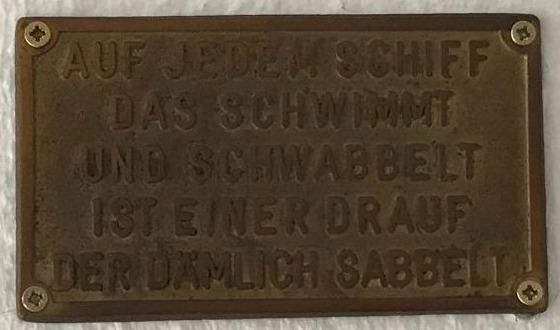 AUF JEDEM SCHIFF
DAS SCHWIMMT
UND SCHWABBELT
IST EINER DRAUF
DER DÄMLICH SABBELT